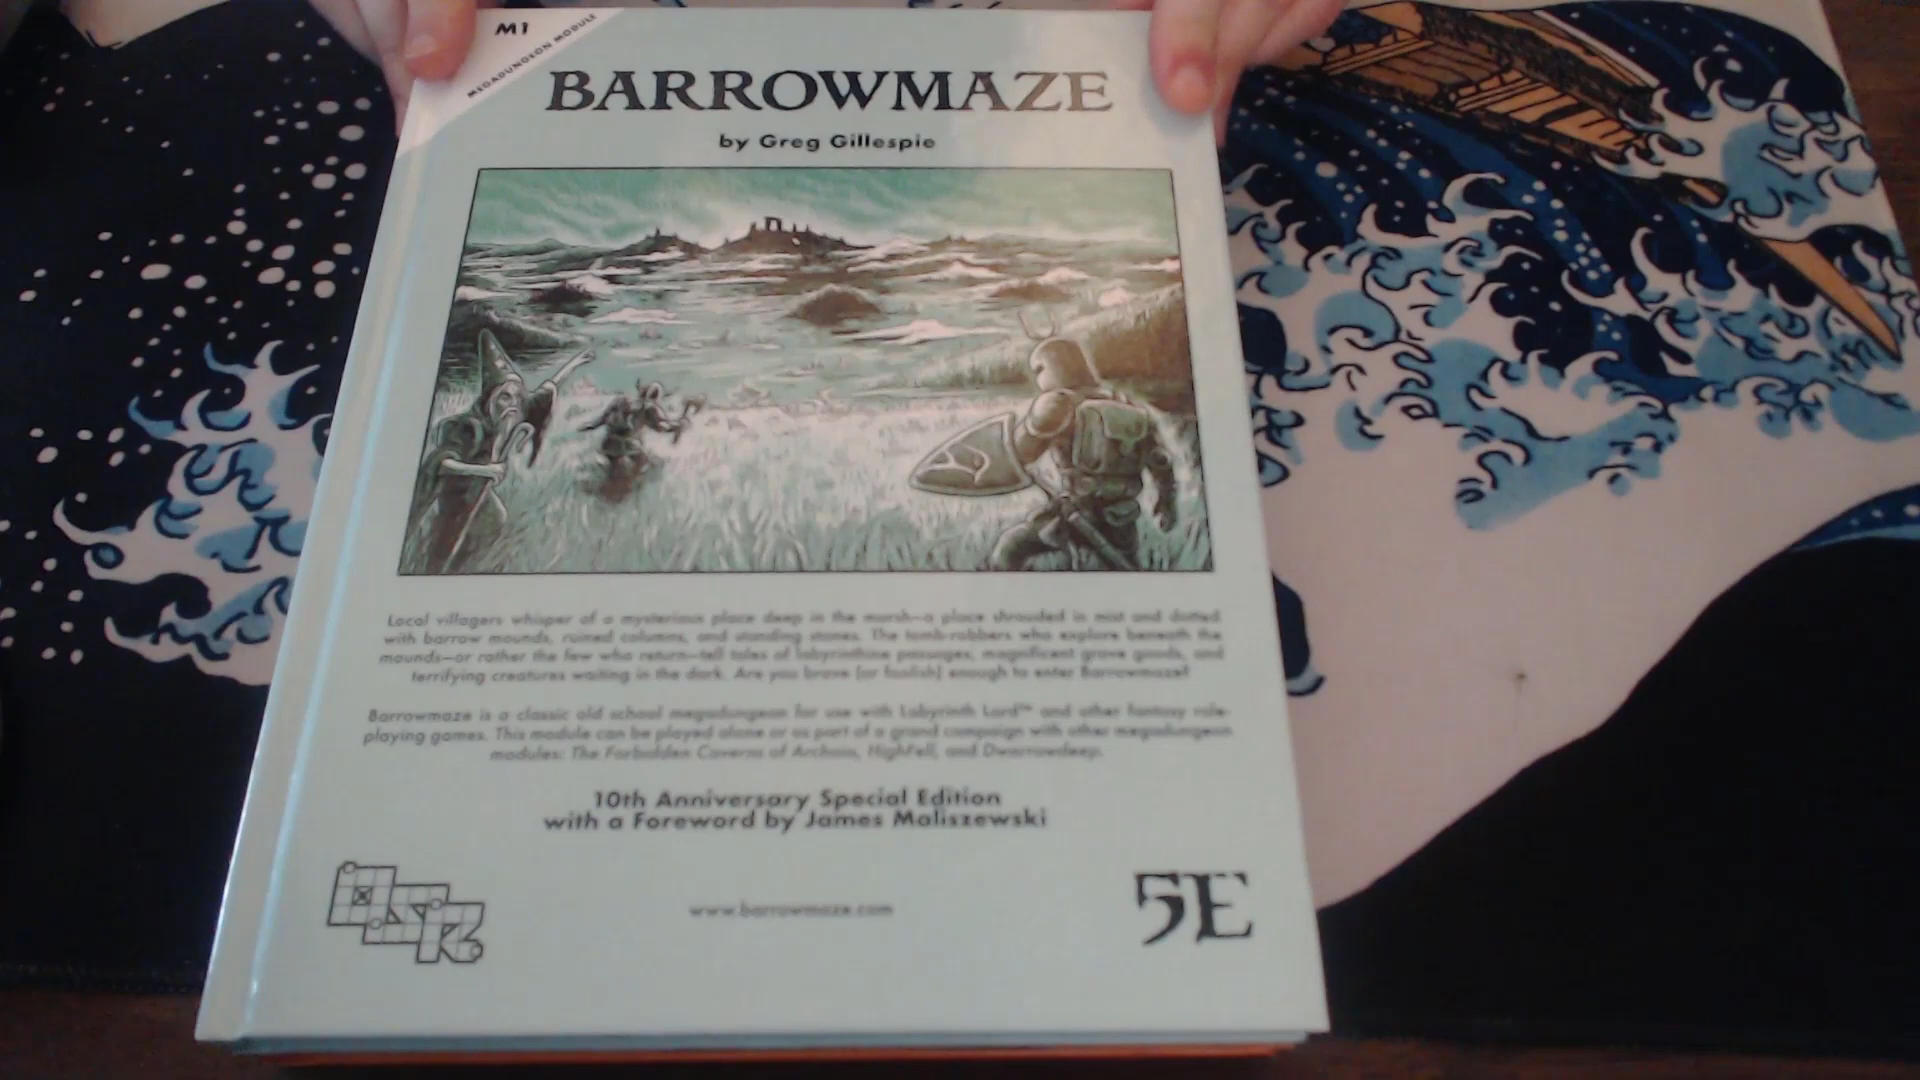 M1
MEGADUNGEON MODULE
BARROWMAZE
by Greg Gillespie
Local villagers whisper of a mysterious place deep in the marsh—a place shrouded in mist and dotted
with barrow mounds, ruined columns, and standing stones. The tomb-robbers who explore beneath the
mounds—or rather the few who return—tell tales of labyrinthine passages, magnificent grave goods, and
terrifying creatures waiting in the dark. Are you brave (or foolish) enough to enter Barrowmaze?
Barrowmaze is a classic old school megadungeon for use with Labyrinth Lord™ and other fantasy role-
playing games. This module can be played alone or as part of a grand campaign with other megadungeon
modules: The Forbidden Caverns of Archaia, HighFell, and Dwarrowdeep.
10th Anniversary Special Edition
with a Foreword by James Maliszewski
OSR
www.barrowmaze.com
5E